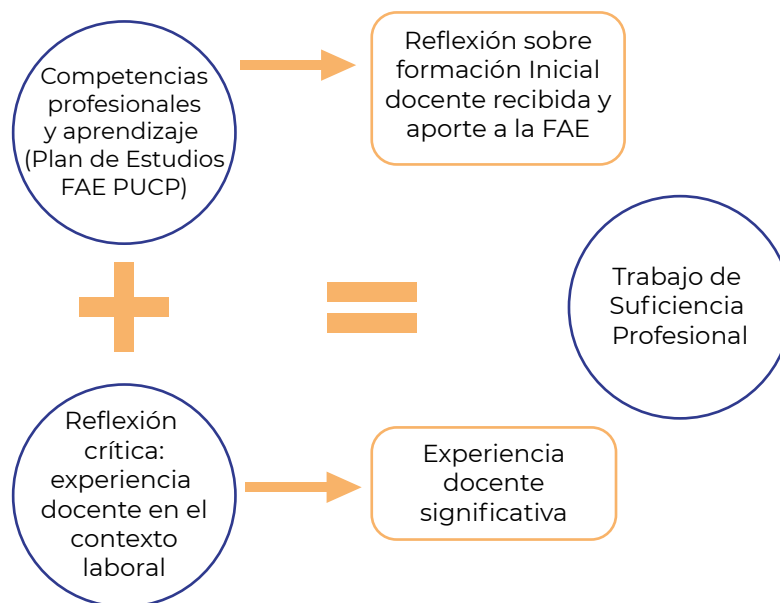 Competencias
profesionales
y aprendizaje
(Plan de Estudios
FAE PUCP)
Reflexión sobre
formación Inicial
docente recibida y
aporte a la FAE
+
=
Trabajo de
Suficiencia
Profesional
Reflexión
crítica:
experiencia
docente en el
contexto
laboral
Experiencia
docente
significativa